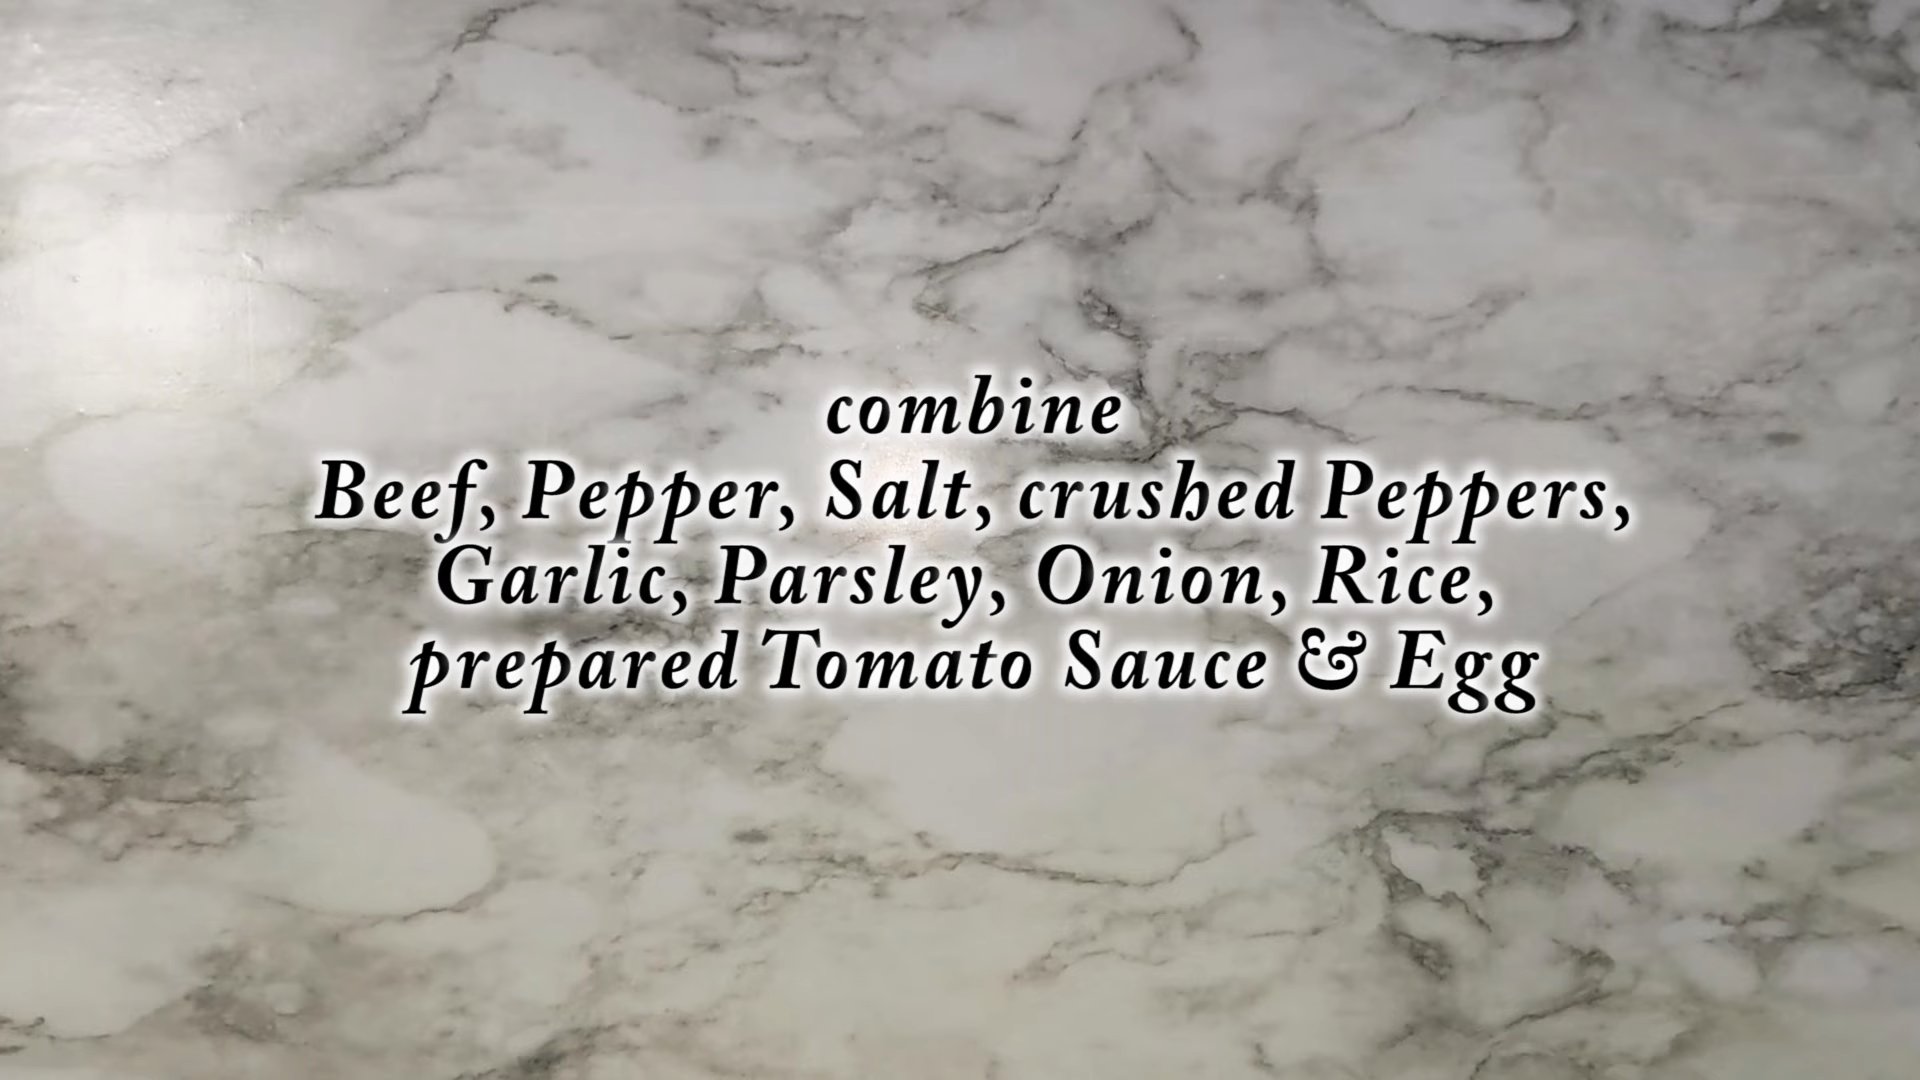 combine
Beef, Pepper, Salt, crushed Peppers,
Garlic, Parsley, Onion, Rice,
prepared Tomato Sauce & Egg